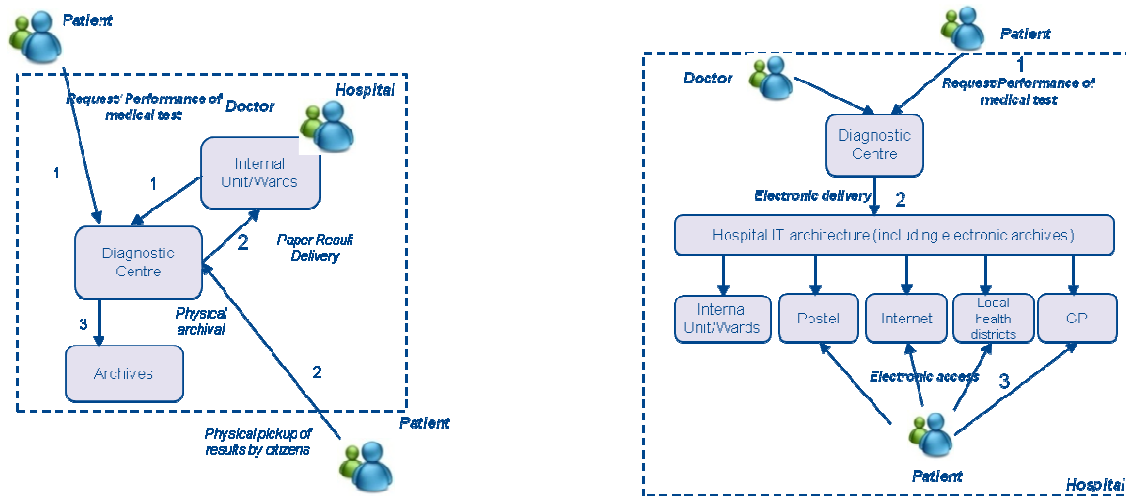 Patient
Hospital
Request/ Performance of
medical test
Doctor
Internal
Unit/Wards
1
1
2
Paper Result
Delivery
Diagnostic
Centre
Physical
archival
3
Archives
2
Physical pickup of
results by citizens
Patient
Patient
Doctor
1
Request/Performance of
medical test
Diagnostic
Centre
Electronic delivery
2
Hospital IT architecture (including electronic archives)
Interna
Unit/Wards
Postel
Internet
Local
health
districts
GP
Electronic access
3
Patient
Hospital